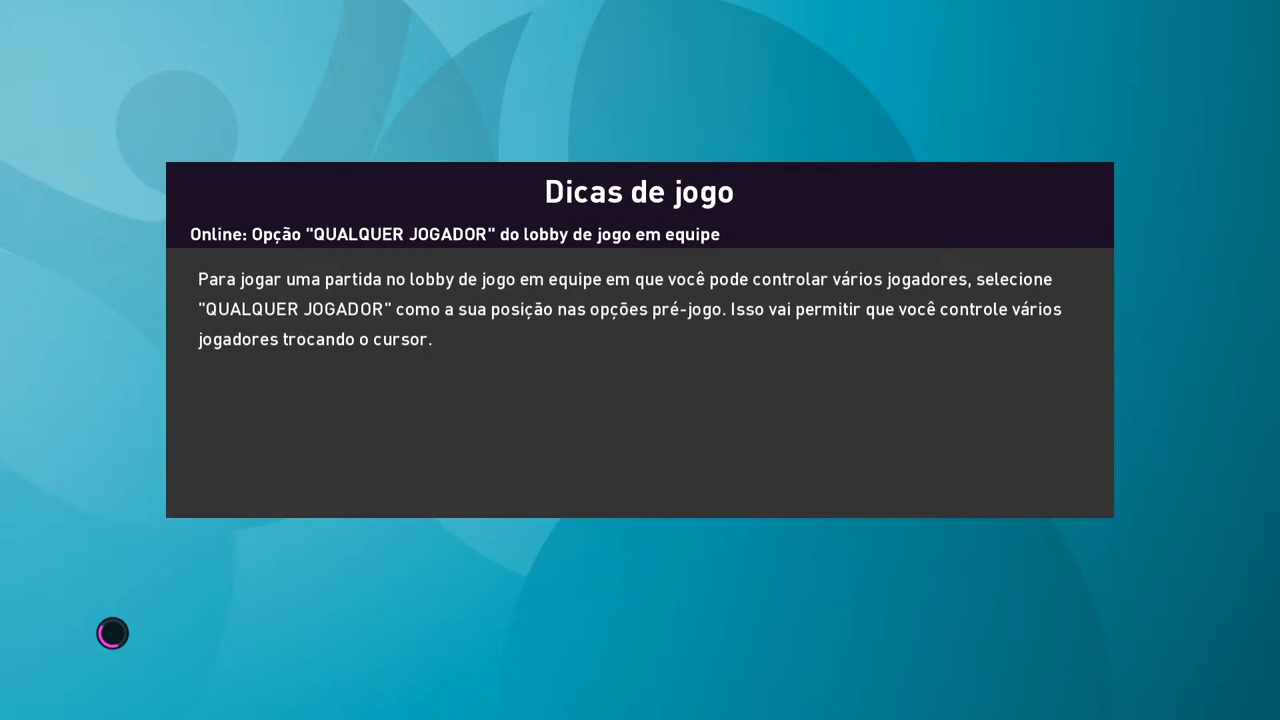 Dicas de jogo
Online: Opção "QUALQUER JOGADOR" do lobby de jogo em equipe
Para jogar uma partida no lobby de jogo em equipe em que você pode controlar vários jogadores, selecione
"QUALQUER JOGADOR" como a sua posição nas opções pré-jogo. Isso vai permitir que você controle vários
jogadores trocando o cursor.